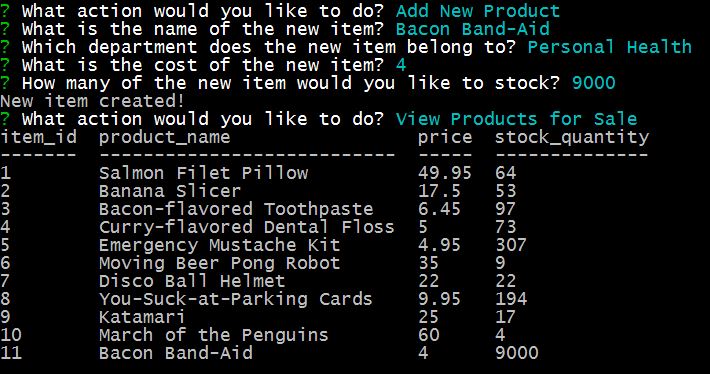 ? What action would you like to do? Add New Product
? What is the name of the new item? Bacon Band-Aid
? Which department does the new item belong to? Personal Health
? What is the cost of the new item? 4
? How many of the new item would you like to stock? 9000
New item created!
? What action would you like to do? View Products for Sale
item_id  product_name                 price  stock_quantity
-------  ---------------------------  -----  --------------
1        Salmon Filet Pillow          49.95  64
2        Banana Slicer                17.5   53
3        Bacon-flavored Toothpaste    6.45   97
4        Curry-flavored Dental Floss  5      73
5        Emergency Mustache Kit       4.95   307
6        Moving Beer Pong Robot       35     9
7        Disco Ball Helmet            22     22
8        You-Suck-at-Parking Cards    9.95   194
9        Katamari                     25     17
10       March of the Penguins        60     4
11       Bacon Band-Aid               4      9000